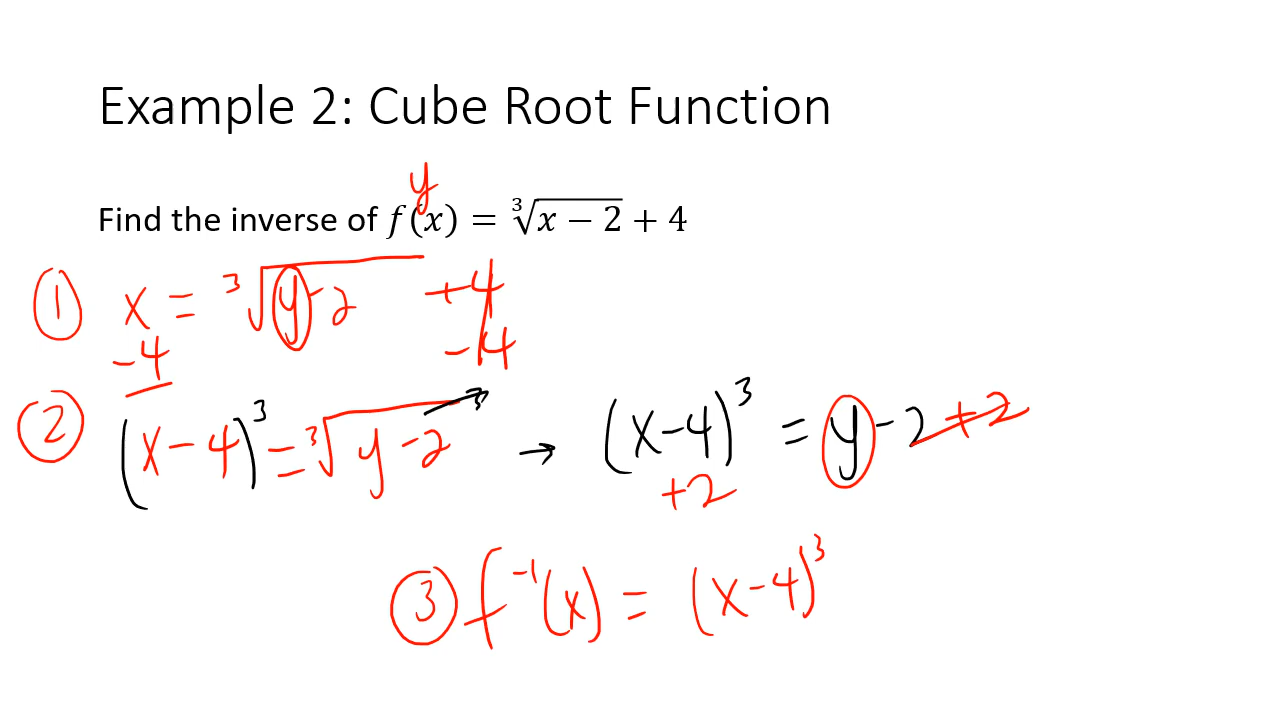 Example 2: Cube Root Function
y
Find the inverse of f(x) = ∛x − 2 + 4
① x = ∛y-2 +4
-4 -4
② (x-4)³ = ∛y-2 ³ → (x-4)³ = y-2+2
+2
③ f⁻¹(x) = (x-4)³